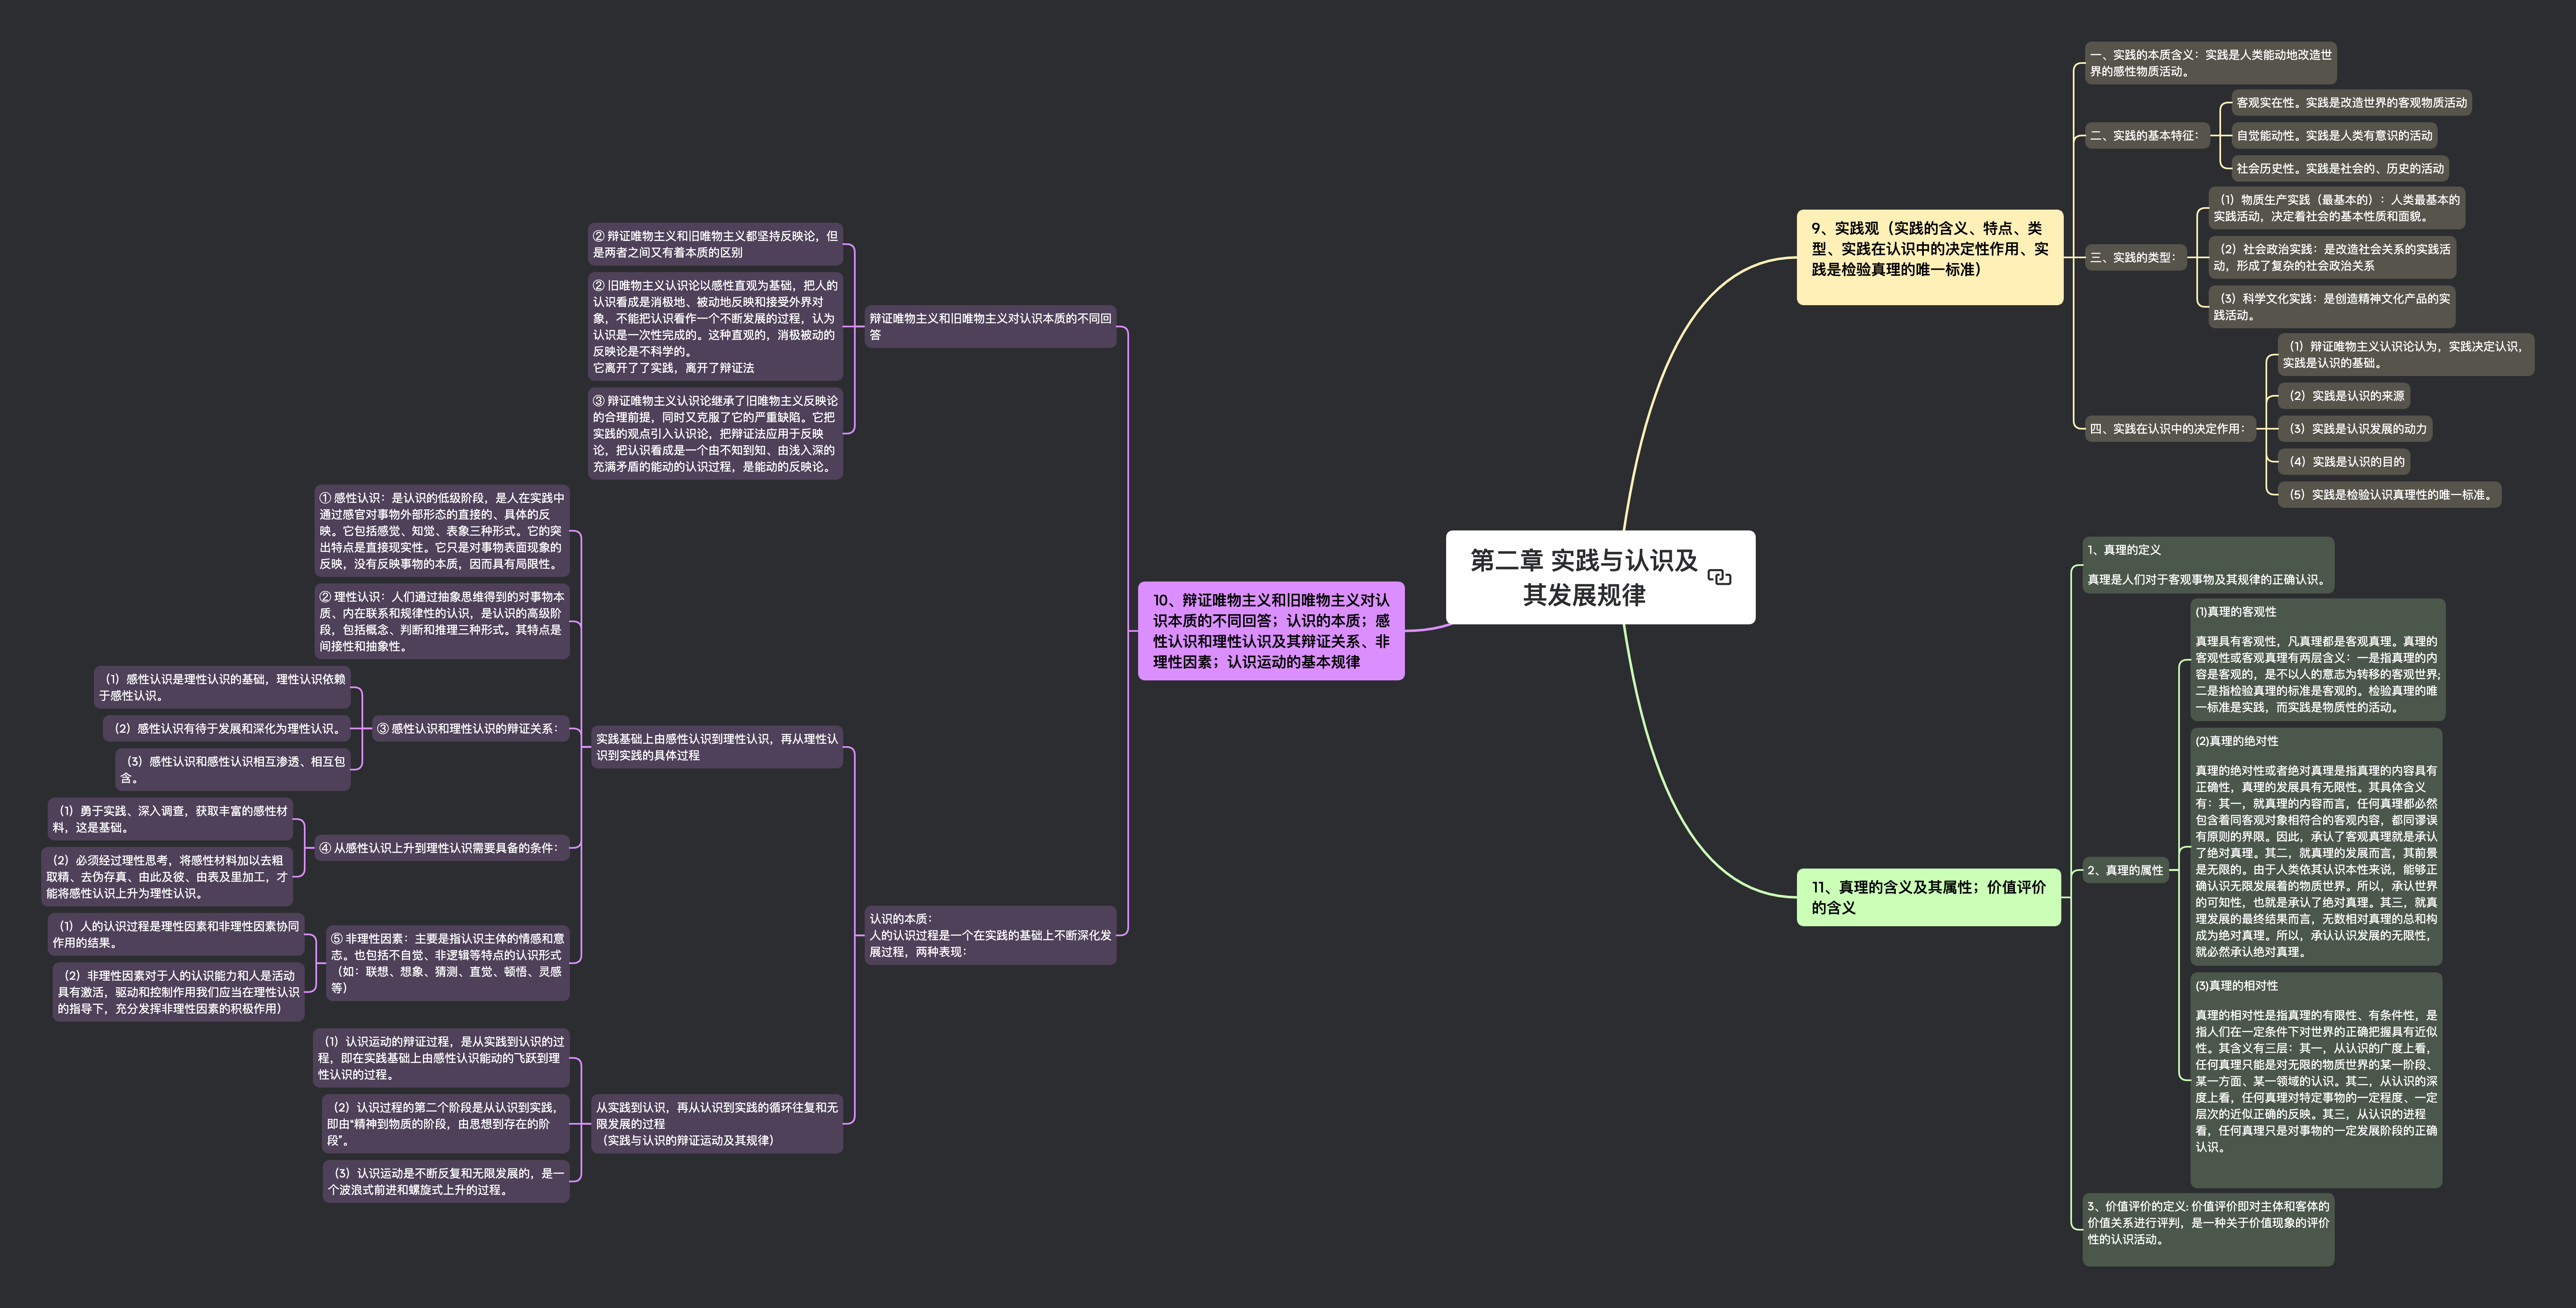 第二章 实践与认识及
其发展规律
9、实践观（实践的含义、特点、类
型、实践在认识中的决定性作用、实
践是检验真理的唯一标准）
一、实践的本质含义：实践是人类能动地改造世
界的感性物质活动。
二、实践的基本特征：
客观实在性。实践是改造世界的客观物质活动
自觉能动性。实践是人类有意识的活动
社会历史性。实践是社会的、历史的活动
三、实践的类型：
（1）物质生产实践（最基本的）：人类最基本的
实践活动，决定着社会的基本性质和面貌。
（2）社会政治实践：是改造社会关系的实践活
动，形成了复杂的社会政治关系
（3）科学文化实践：是创造精神文化产品的实
践活动。
四、实践在认识中的决定作用：
（1）辩证唯物主义认识论认为，实践决定认识，
实践是认识的基础。
（2）实践是认识的来源
（3）实践是认识发展的动力
（4）实践是认识的目的
（5）实践是检验认识真理性的唯一标准。
10、辩证唯物主义和旧唯物主义对认
识本质的不同回答；认识的本质；感
性认识和理性认识及其辩证关系、非
理性因素；认识运动的基本规律
辩证唯物主义和旧唯物主义对认识本质的不同回
答
② 辩证唯物主义和旧唯物主义都坚持反映论，但
是两者之间又有着本质的区别
② 旧唯物主义认识论以感性直观为基础，把人的
认识看成是消极地、被动地反映和接受外界对
象，不能把认识看作一个不断发展的过程，认为
认识是一次性完成的。这种直观的，消极被动的
反映论是不科学的。
它离开了了实践，离开了辩证法
③ 辩证唯物主义认识论继承了旧唯物主义反映论
的合理前提，同时又克服了它的严重缺陷。它把
实践的观点引入认识论，把辩证法应用于反映
论，把认识看成是一个由不知到知、由浅入深的
充满矛盾的能动的认识过程，是能动的反映论。
认识的本质：
人的认识过程是一个在实践的基础上不断深化发
展过程，两种表现：
实践基础上由感性认识到理性认识，再从理性认
识到实践的具体过程
① 感性认识：是认识的低级阶段，是人在实践中
通过感官对事物外部形态的直接的、具体的反
映。它包括感觉、知觉、表象三种形式。它的突
出特点是直接现实性。它只是对事物表面现象的
反映，没有反映事物的本质，因而具有局限性。
② 理性认识：人们通过抽象思维得到的对事物本
质、内在联系和规律性的认识，是认识的高级阶
段，包括概念、判断和推理三种形式。其特点是
间接性和抽象性。
③ 感性认识和理性认识的辩证关系：
（1）感性认识是理性认识的基础，理性认识依赖
于感性认识。
（2）感性认识有待于发展和深化为理性认识。
（3）感性认识和感性认识相互渗透、相互包
含。
④ 从感性认识上升到理性认识需要具备的条件：
（1）勇于实践、深入调查，获取丰富的感性材
料，这是基础。
（2）必须经过理性思考，将感性材料加以去粗
取精、去伪存真、由此及彼、由表及里加工，才
能将感性认识上升为理性认识。
⑤ 非理性因素：主要是指认识主体的情感和意
志。也包括不自觉、非逻辑等特点的认识形式
（如：联想、想象、猜测、直觉、顿悟、灵感
等）
（1）人的认识过程是理性因素和非理性因素协同
作用的结果。
（2）非理性因素对于人的认识能力和人是活动
具有激活，驱动和控制作用我们应当在理性认识
的指导下，充分发挥非理性因素的积极作用）
从实践到认识，再从认识到实践的循环往复和无
限发展的过程
（实践与认识的辩证运动及其规律）
（1）认识运动的辩证过程，是从实践到认识的过
程，即在实践基础上由感性认识能动的飞跃到理
性认识的过程。
（2）认识过程的第二个阶段是从认识到实践，
即由“精神到物质的阶段，由思想到存在的阶
段”。
（3）认识运动是不断反复和无限发展的，是一
个波浪式前进和螺旋式上升的过程。
11、真理的含义及其属性；价值评价
的含义
1、真理的定义
真理是人们对于客观事物及其规律的正确认识。
2、真理的属性
(1)真理的客观性
真理具有客观性，凡真理都是客观真理。真理的
客观性或客观真理有两层含义：一是指真理的内
容是客观的，是不以人的意志为转移的客观世界;
二是指检验真理的标准是客观的。检验真理的唯
一标准是实践，而实践是物质性的活动。
(2)真理的绝对性
真理的绝对性或者绝对真理是指真理的内容具有
正确性，真理的发展具有无限性。其具体含义
有：其一，就真理的内容而言，任何真理都必然
包含着同客观对象相符合的客观内容，都同谬误
有原则的界限。因此，承认了客观真理就是承认
了绝对真理。其二，就真理的发展而言，其前景
是无限的。由于人类依其认识本性来说，能够正
确认识无限发展着的物质世界。所以，承认世界
的可知性，也就是承认了绝对真理。其三，就真
理发展的最终结果而言，无数相对真理的总和构
成为绝对真理。所以，承认认识发展的无限性，
就必然承认绝对真理。
(3)真理的相对性
真理的相对性是指真理的有限性、有条件性，是
指人们在一定条件下对世界的正确把握具有近似
性。其含义有三层：其一，从认识的广度上看，
任何真理只能是对无限的物质世界的某一阶段、
某一方面、某一领域的认识。其二，从认识的深
度上看，任何真理对特定事物的一定程度、一定
层次的近似正确的反映。其三，从认识的进程
看，任何真理只是对事物的一定发展阶段的正确
认识。
3、价值评价的定义: 价值评价即对主体和客体的
价值关系进行评判，是一种关于价值现象的评价
性的认识活动。